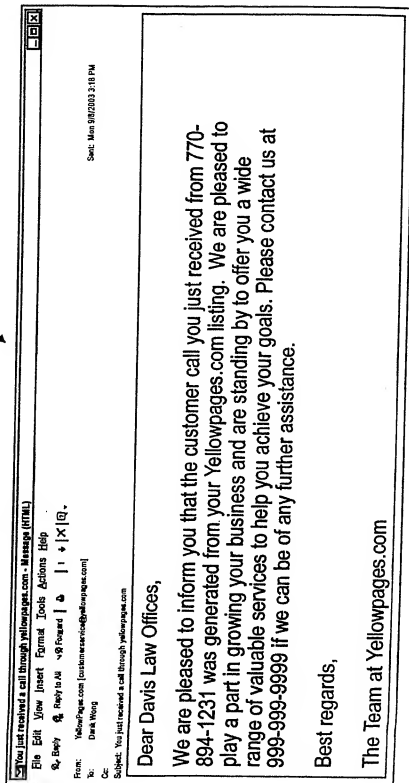 You just received a call through yellowpages.com - Message (HTML)
File Edit View Insert Format Tools Actions Help
Reply Reply to All Forward
From: YellowPages.com [customerservice@yellowpages.com]
Sent: Mon 9/8/2003 3:18 PM
To: Darik Wong
Cc:
Subject: You just received a call through yellowpages.com
Dear Davis Law Offices,
We are pleased to inform you that the customer call you just received from 770-
894-1231 was generated from your Yellowpages.com listing. We are pleased to
play a part in growing your business and are standing by to offer you a wide
range of valuable services to help you achieve your goals. Please contact us at
999-999-9999 if we can be of any further assistance.
Best regards,
The Team at Yellowpages.com